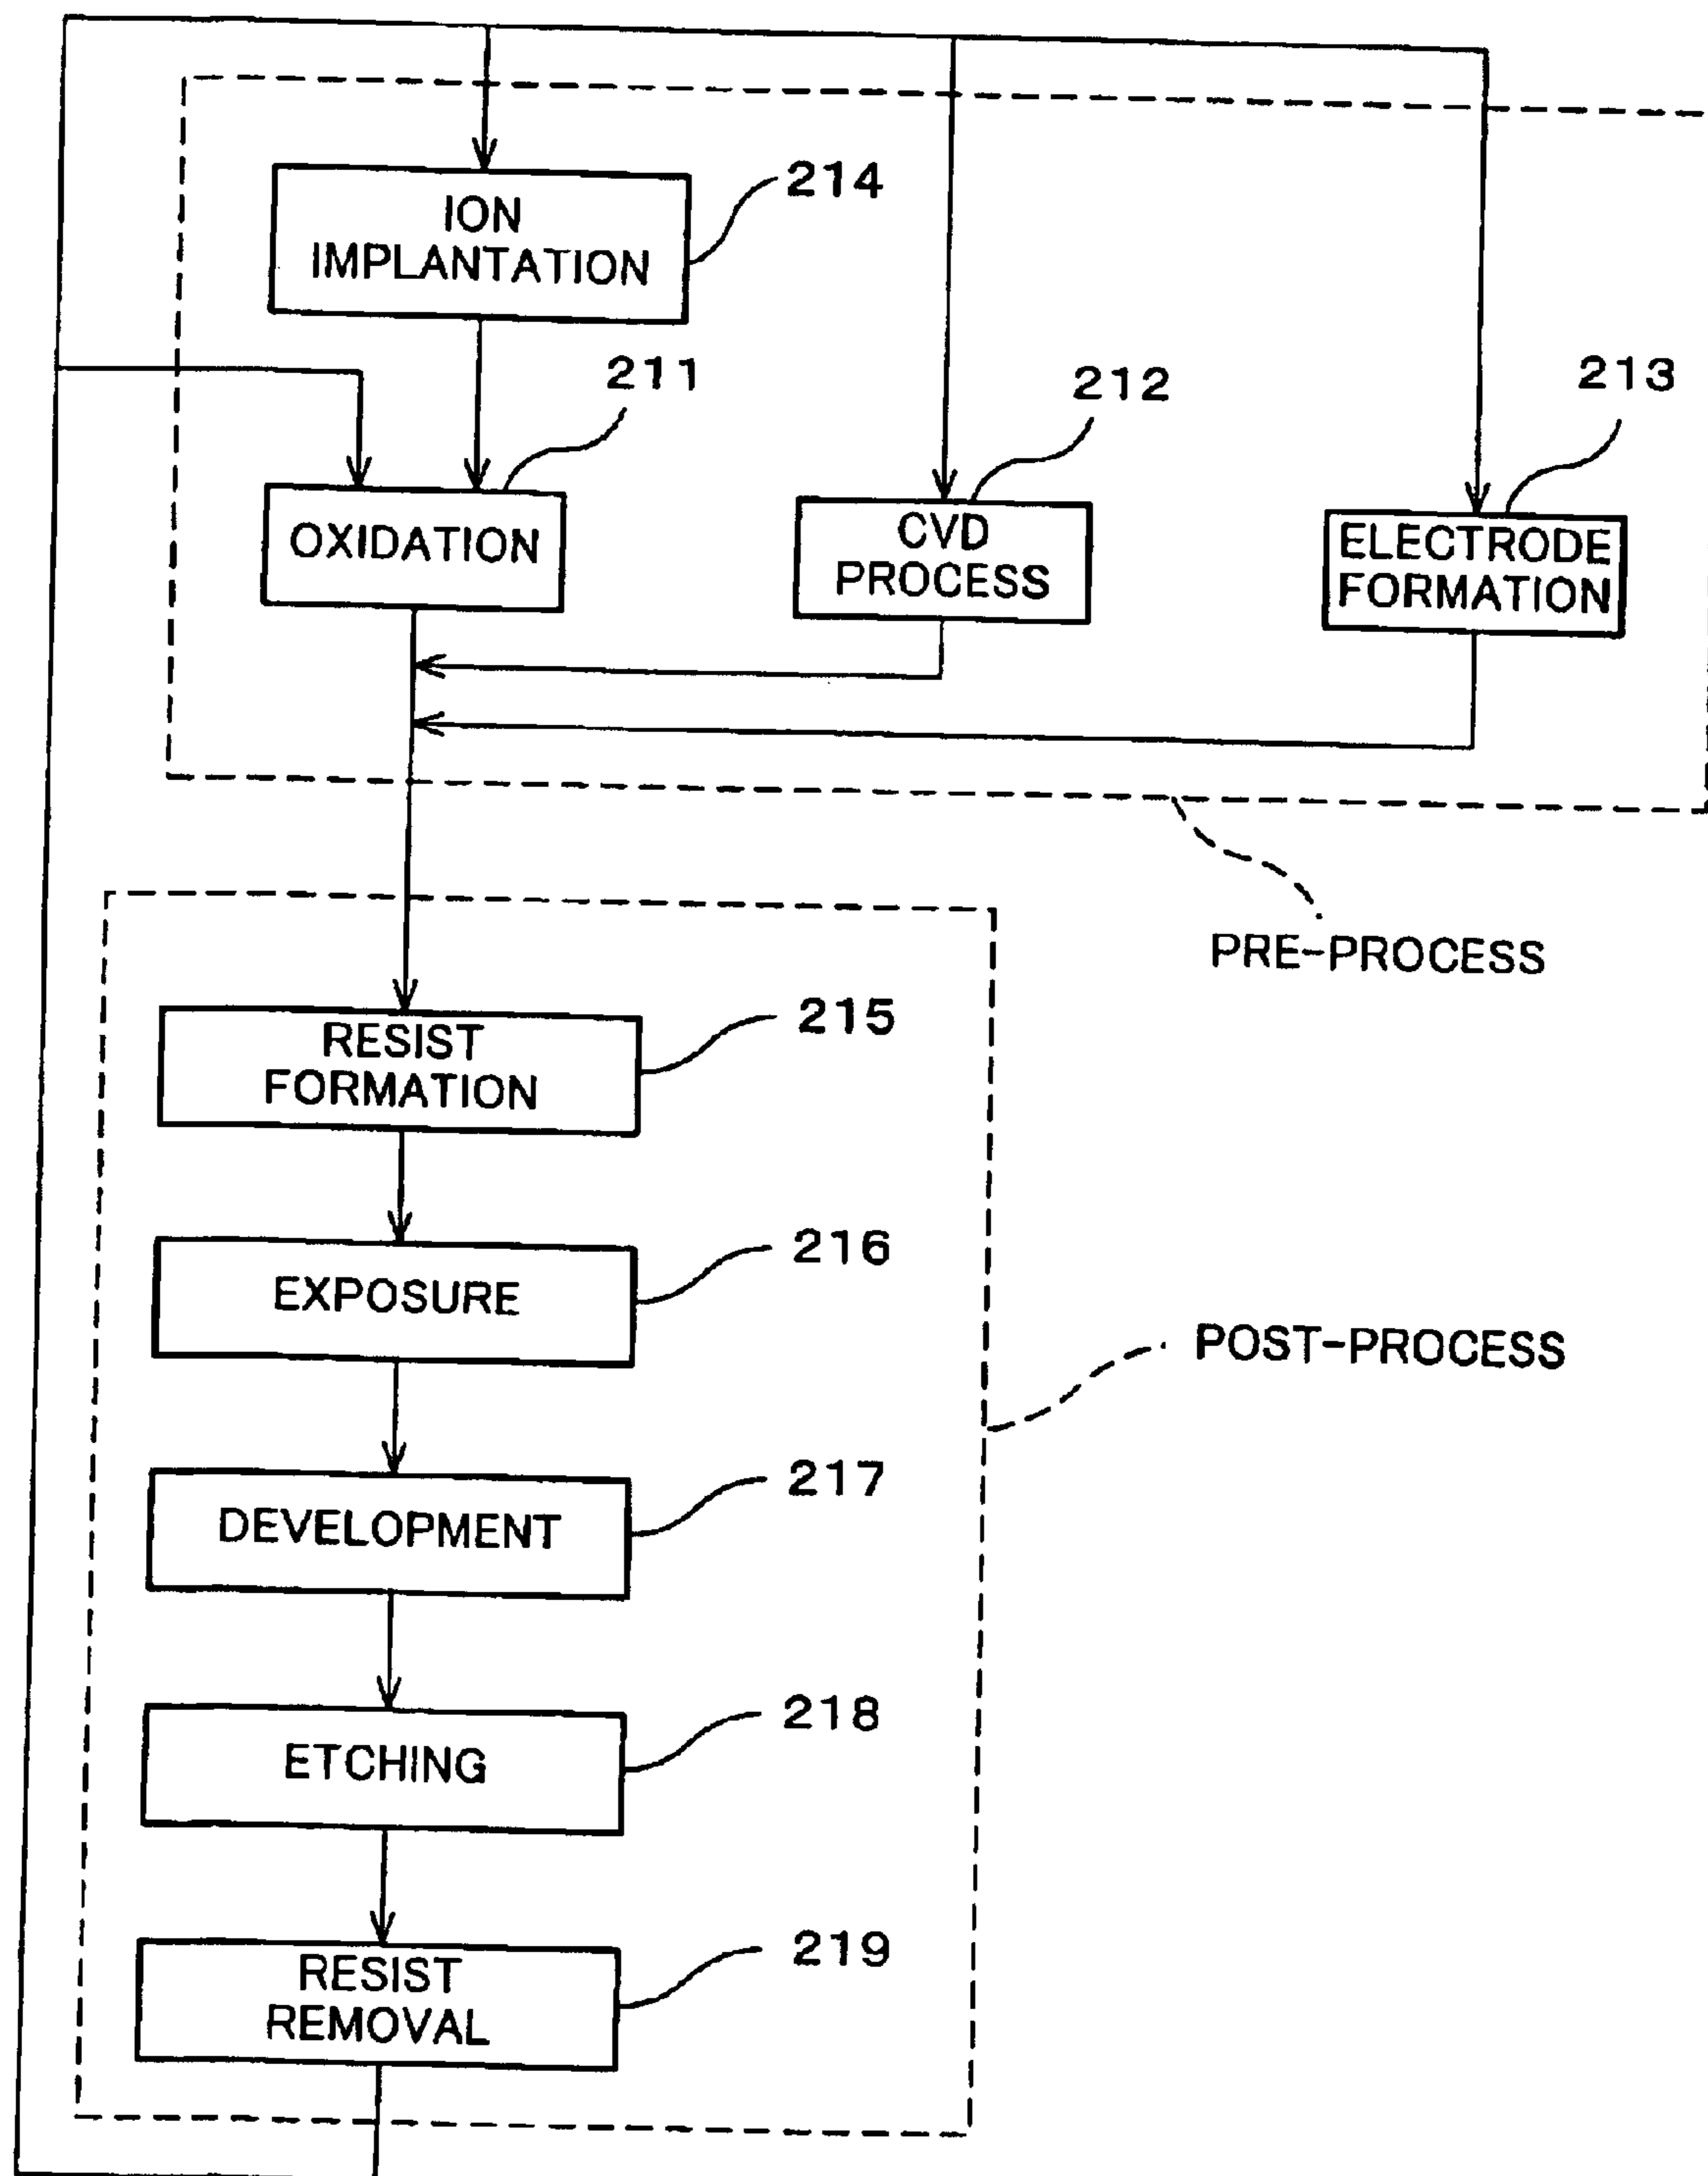 214
ION
IMPLANTATION
211
212
213
OXIDATION
CVD
PROCESS
ELECTRODE
FORMATION
PRE-PROCESS
215
RESIST
FORMATION
216
EXPOSURE
POST-PROCESS
217
DEVELOPMENT
218
ETCHING
219
RESIST
REMOVAL